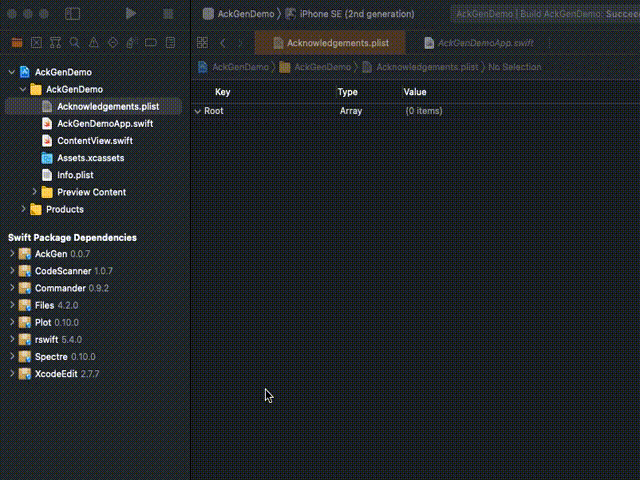 AckGenDemo 〉 iPhone SE (2nd generation)
AckGenDemo | Build AckGenDemo: Succe
Acknowledgements.plist
AckGenDemoApp.swift
AckGenDemo 〉 AckGenDemo 〉 Acknowledgements.plist 〉 No Selection
AckGenDemo
AckGenDemo
Acknowledgements.plist
AckGenDemoApp.swift
ContentView.swift
Assets.xcassets
Info.plist
Preview Content
Products
Key Type Value
Root Array (0 items)
Swift Package Dependencies
AckGen 0.0.7
CodeScanner 1.0.7
Commander 0.9.2
Files 4.2.0
Plot 0.10.0
rswift 5.4.0
Spectre 0.10.0
XcodeEdit 2.7.7